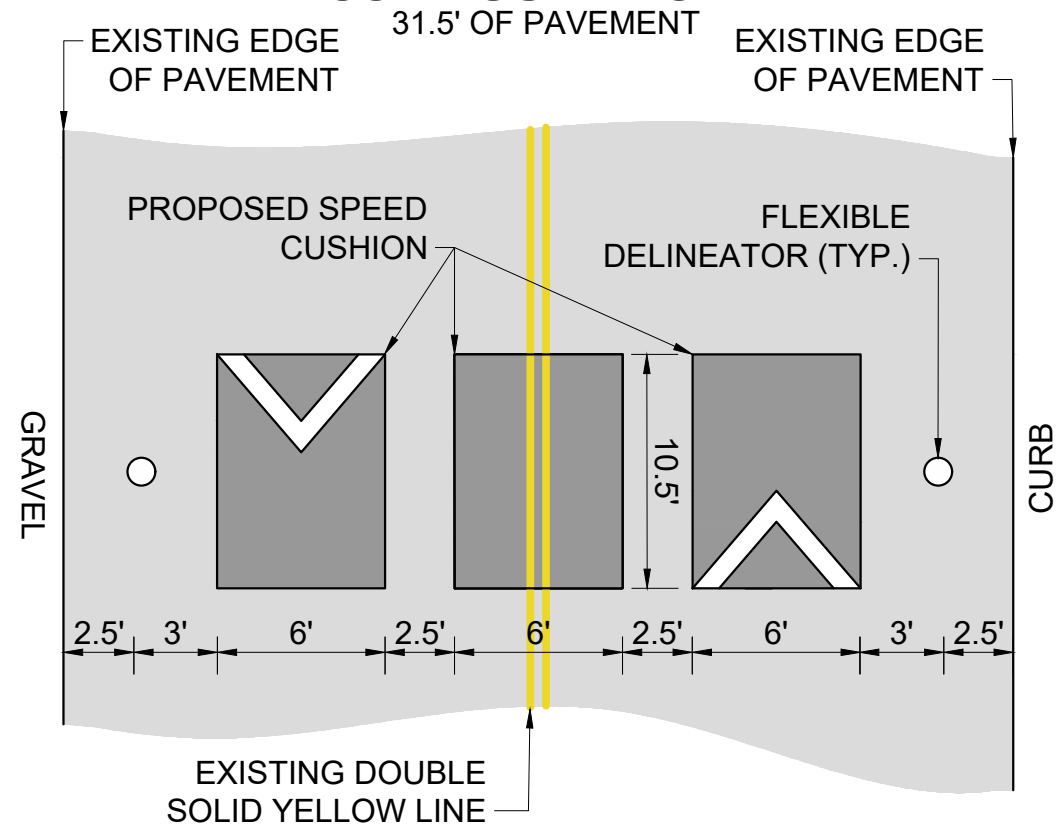 31.5' OF PAVEMENT
EXISTING EDGE
OF PAVEMENT
EXISTING EDGE
OF PAVEMENT
PROPOSED SPEED
CUSHION
FLEXIBLE
DELINEATOR (TYP.)
GRAVEL
10.5'
CURB
2.5' 3' 6' 2.5' 6' 2.5' 6' 3' 2.5'
EXISTING DOUBLE
SOLID YELLOW LINE